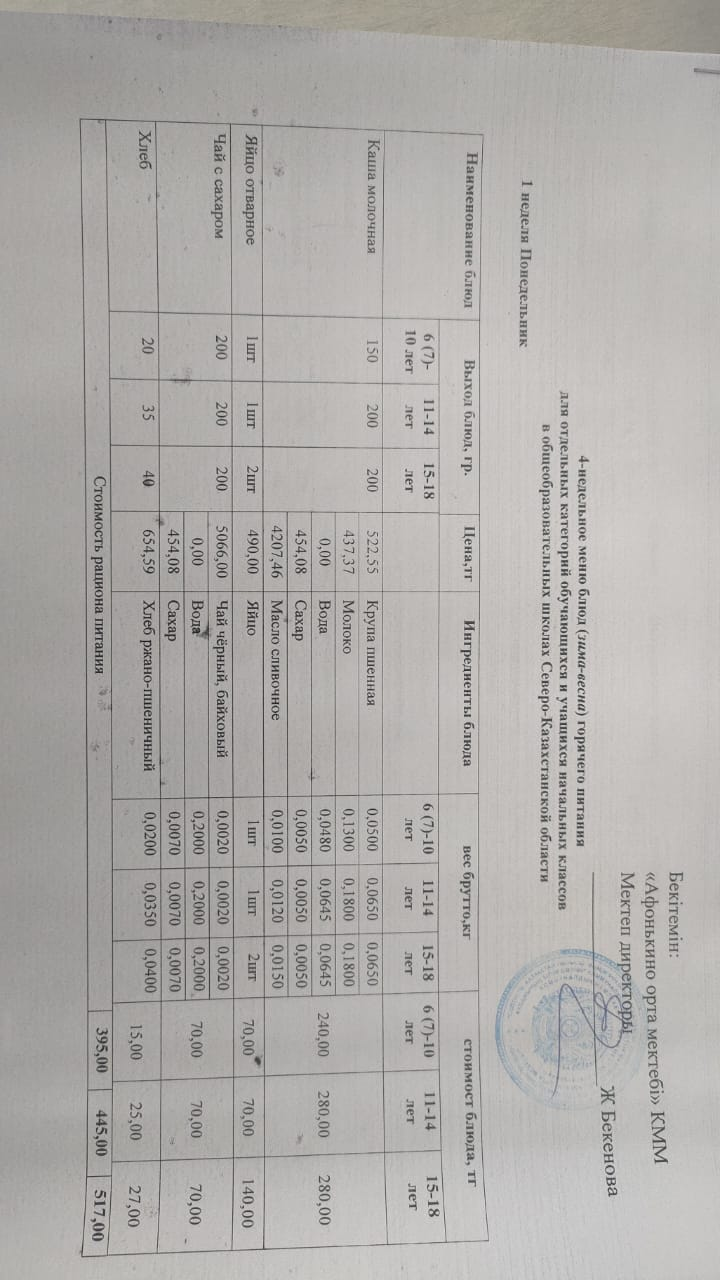 Бекітемін:
«Афонькино орта мектебі» КММ
Мектеп директоры
Ж Бекенова
4-недельное меню блюд (зима-весна) горячего питания
для отдельных категорий обучающихся и учащихся начальных классов
в общеобразовательных школах Северо-Казахстанской области
1 неделя Понедельник
Наименование блюд Выход блюд, гр. Цена,тг Ингредиенты блюда вес брутто,кг стоимост блюда, тг
6 (7)-10 лет 11-14 лет 15-18 лет 6 (7)-10 лет 11-14 лет 15-18 лет 6 (7)-10 лет 11-14 лет 15-18 лет
Каша молочная 150 200 200 522,55 Крупа пшенная 0,0500 0,0650 0,0650
437,37 Молоко 0,1300 0,1800 0,1800
0,00 Вода 0,0480 0,0645 0,0645 240,00 280,00 280,00
454,08 Сахар 0,0050 0,0050 0,0050
4207,46 Масло сливочное 0,0100 0,0120 0,0150
Яйцо отварное 1шт 1шт 2шт 490,00 Яйцо 1шт 1шт 2шт 70,00 70,00 140,00
Чай с сахаром 200 200 200 5066,00 Чай чёрный, байховый 0,0020 0,0020 0,0020
0,00 Вода 0,2000 0,2000 0,2000 70,00 70,00 70,00
454,08 Сахар 0,0070 0,0070 0,0070
Хлеб 20 35 40 654,59 Хлеб ржано-пшеничный 0,0200 0,0350 0,0400 15,00 25,00 27,00
Стоимость рациона питания 395,00 445,00 517,00